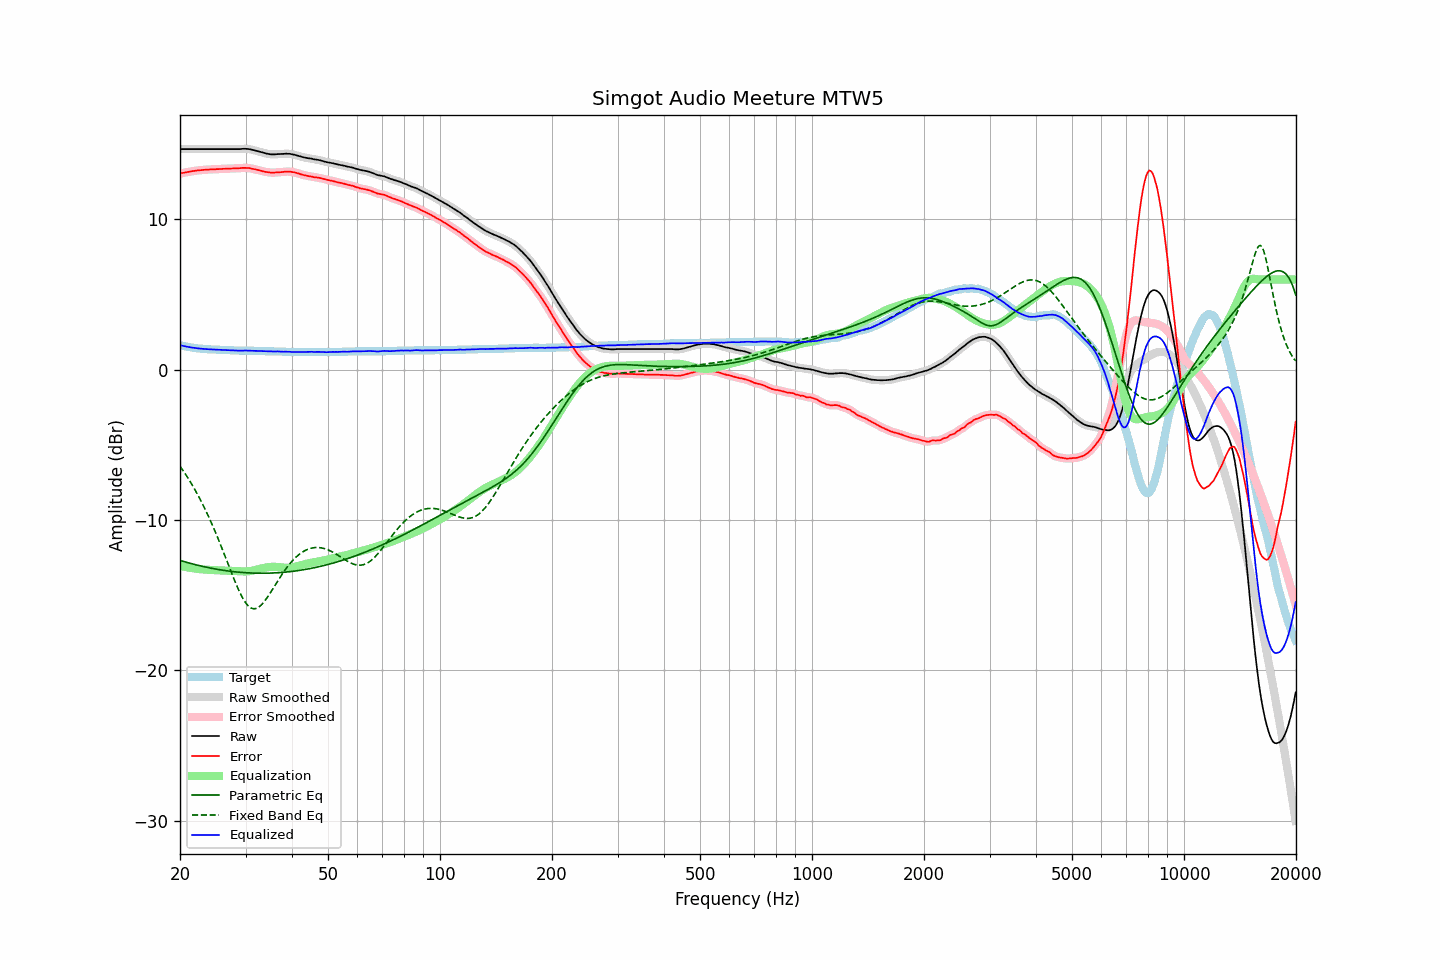 Simgot Audio Meeture MTW5
Amplitude (dBr)
10
0
−10
−20
−30
Target
Raw Smoothed
Error Smoothed
Raw
Error
Equalization
Parametric Eq
Fixed Band Eq
Equalized
20 50 100 200 500 1000 2000 5000 10000 20000
Frequency (Hz)